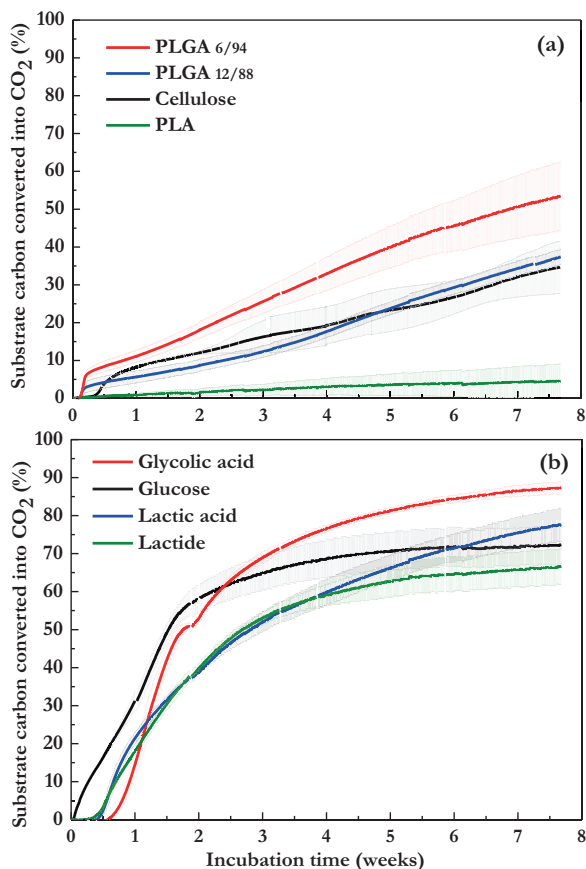 Substrate carbon converted into CO2 (%)
100
90
80
70
60
50
40
30
20
10
0
(a)
PLGA 6/94
PLGA 12/88
Cellulose
PLA
0 1 2 3 4 5 6 7 8
Substrate carbon converted into CO2 (%)
100
90
80
70
60
50
40
30
20
10
0
(b)
Glycolic acid
Glucose
Lactic acid
Lactide
0 1 2 3 4 5 6 7 8
Incubation time (weeks)